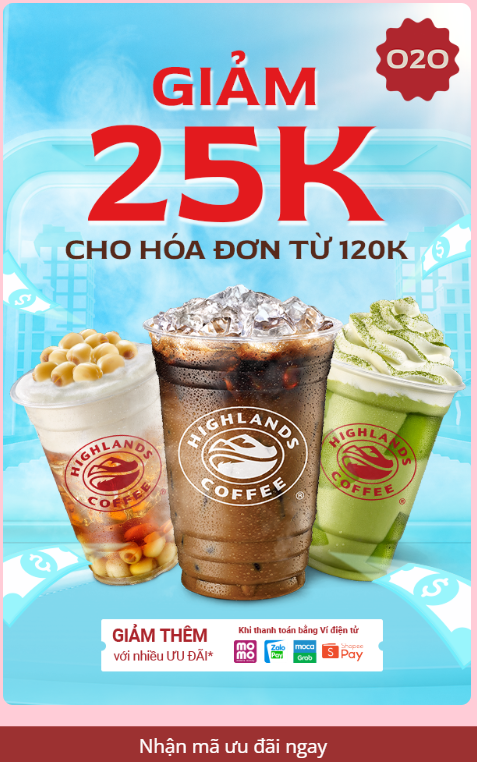 O2O
GIẢM
25K
CHO HÓA ĐƠN TỪ 120K
HIGHLANDS
COFFEE
®
HIGHLANDS
COFFEE
®
HIGHLANDS
COFFEE
®
GIẢM THÊM
với nhiều ƯU ĐÃI*
Khi thanh toán bằng Ví điện tử
mo
mo
Zalo
Pay
moca
Grab
Shopee
Pay
Nhận mã ưu đãi ngay